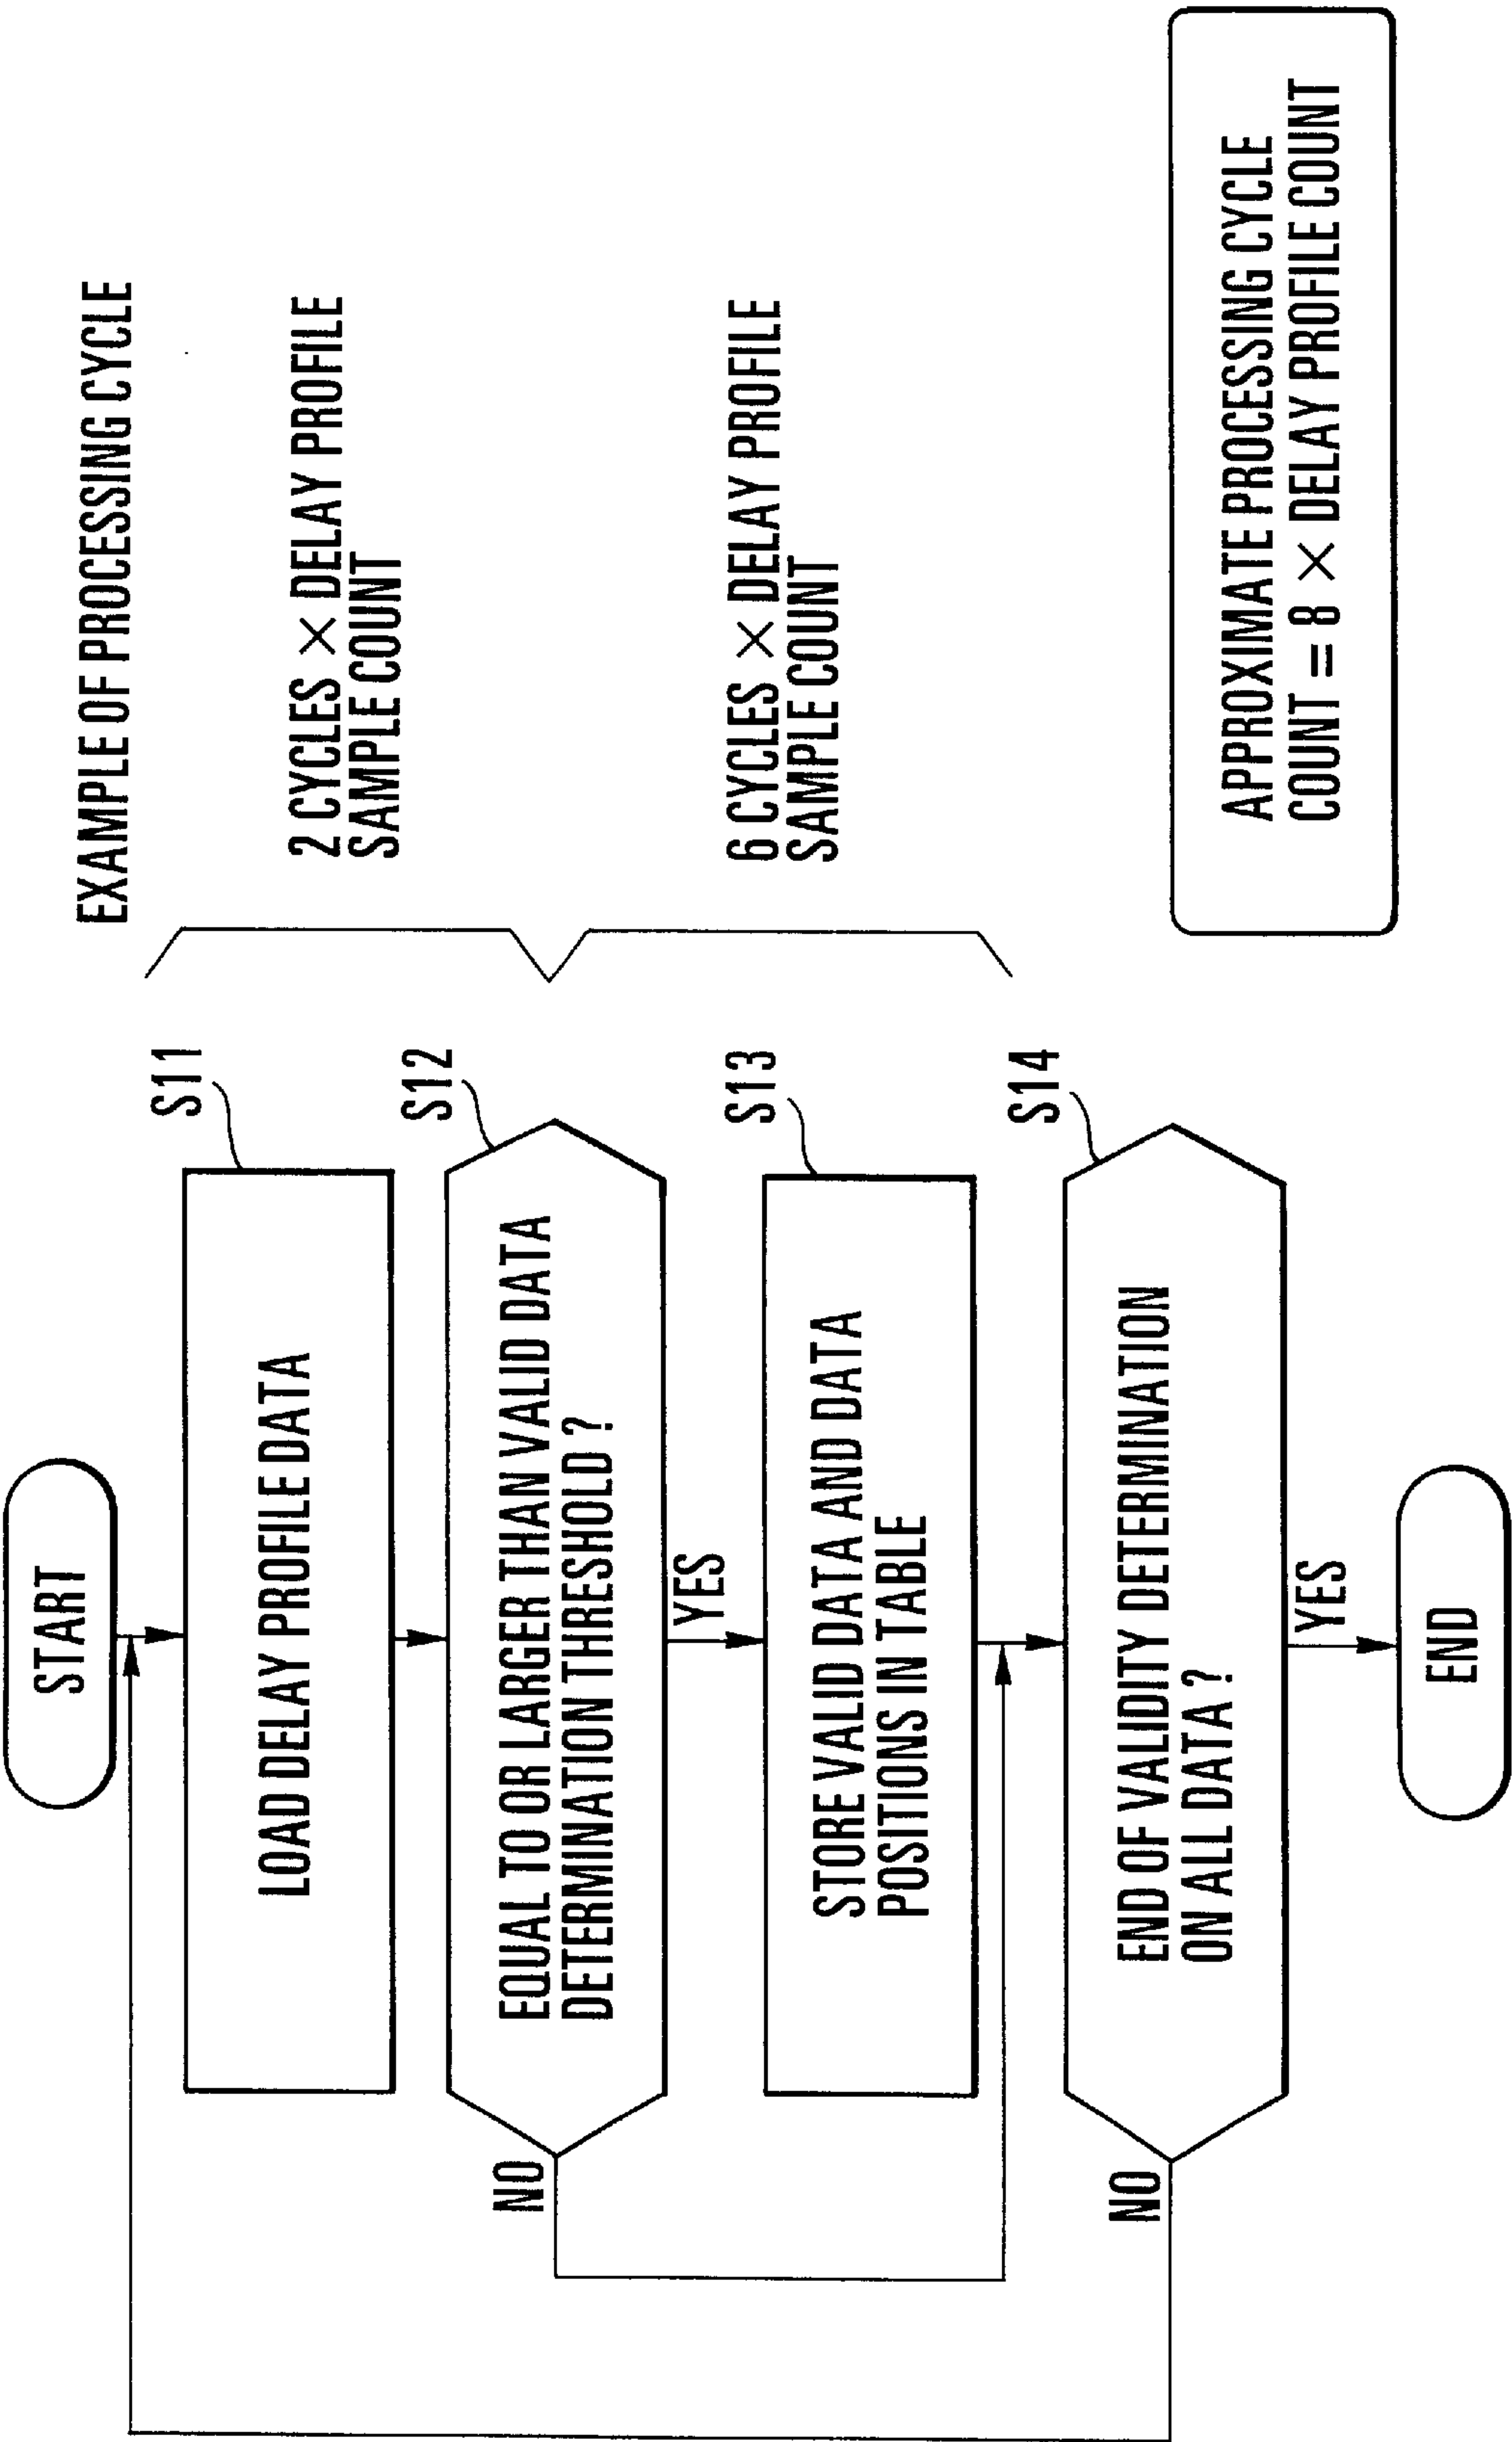 EXAMPLE OF PROCESSING CYCLE
START
S11
LOAD DELAY PROFILE DATA
2 CYCLES × DELAY PROFILE
SAMPLE COUNT
S12
EQUAL TO OR LARGER THAN VALID DATA
DETERMINATION THRESHOLD ?
NO
YES
S13
STORE VALID DATA AND DATA
POSITIONS IN TABLE
6 CYCLES × DELAY PROFILE
SAMPLE COUNT
S14
END OF VALIDITY DETERMINATION
ON ALL DATA ?
NO
YES
END
APPROXIMATE PROCESSING CYCLE
COUNT = 8 × DELAY PROFILE COUNT